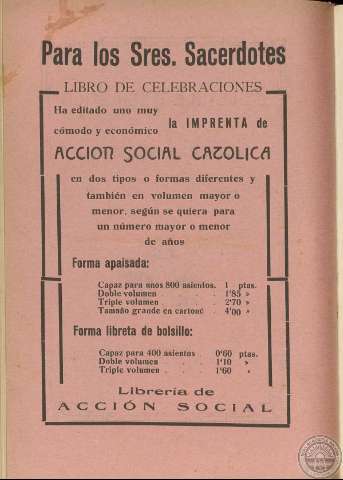 Para los Sres. Sacerdotes
LIBRO DE CELEBRACIONES
Ha editado uno muy
cómodo y económico la IMPRENTA de
ACCION SOCIAL CAZOLICA
en dos tipos o formas diferentes y
también en volumen mayor o
menor, según se quiera para
un número mayor o menor
de años
Forma apaisada:
Capaz para unos 800 asientos. 1 ptas.
Doble volumen . . . . 1'85 »
Triple volumen . . . . 2'70 »
Tamaño grande en cartoné . 4'00 »
Forma libreta de bolsillo:
Capaz para 400 asientos . 0'60 ptas.
Doble volumen . . . 1'10 »
Triple volumen . . . 1'60 »
Librería de
ACCIÓN SOCIAL